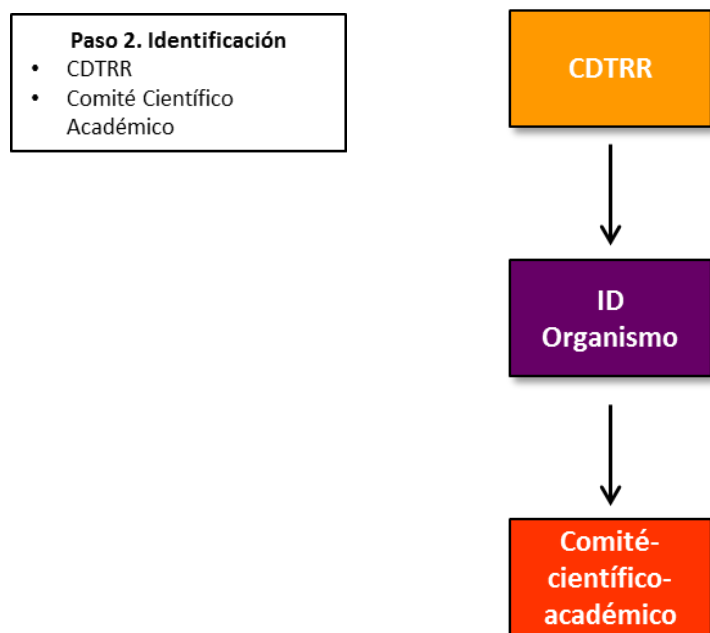 Paso 2. Identificación
• CDTRR
• Comité Científico
Académico
CDTRR
ID
Organismo
Comité-
científico-
académico